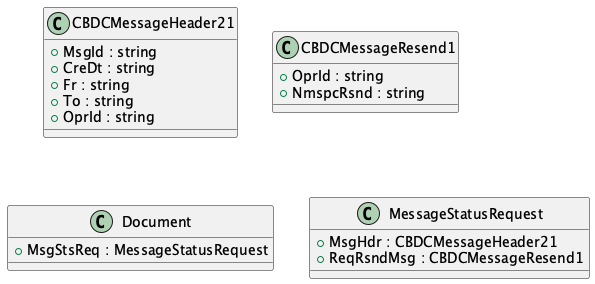 C CBDCMessageHeader21
MsgId : string
CreDt : string
Fr : string
To : string
OprId : string
C CBDCMessageResend1
OprId : string
NmspcRsnd : string
C Document
MsgStsReq : MessageStatusRequest
C MessageStatusRequest
MsgHdr : CBDCMessageHeader21
ReqRsndMsg : CBDCMessageResend1